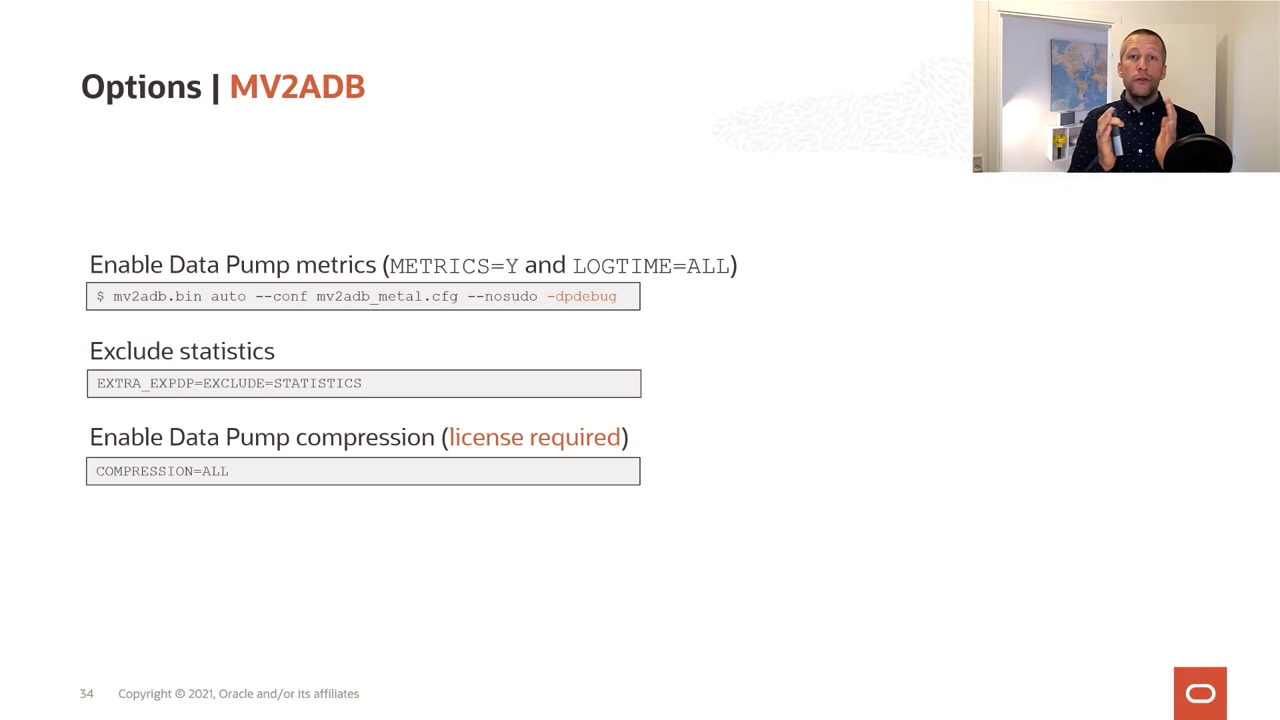 Options | MV2ADB
Enable Data Pump metrics (METRICS=Y and LOGTIME=ALL)
$ mv2adb.bin auto --conf mv2adb_metal.cfg --nosudo -dpdebug
Exclude statistics
EXTRA_EXPDP=EXCLUDE=STATISTICS
Enable Data Pump compression (license required)
COMPRESSION=ALL
34 Copyright © 2021, Oracle and/or its affiliates